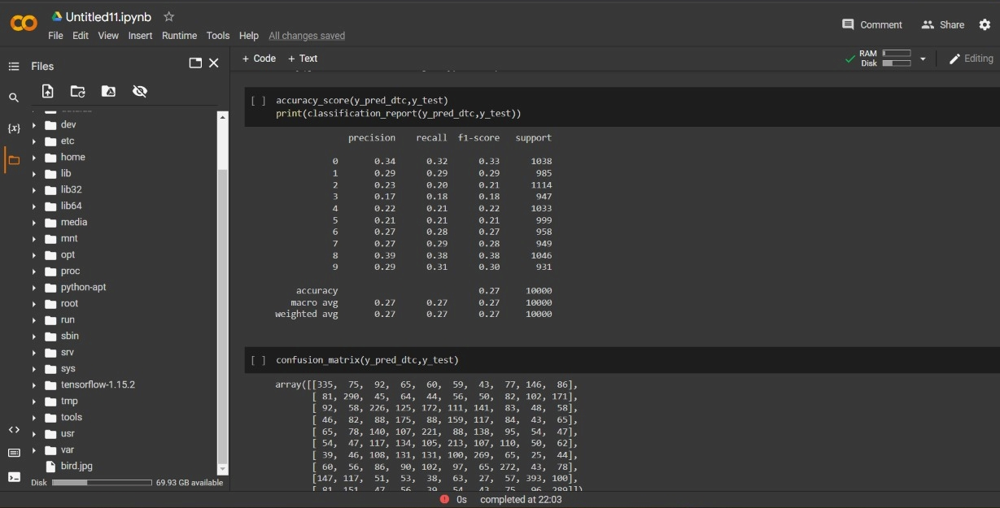 Untitled11.ipynb
File Edit View Insert Runtime Tools Help All changes saved
Comment Share
Files
+ Code + Text
RAM
Disk
Editing
{x}
dev
etc
home
lib
lib32
lib64
media
mnt
opt
proc
python-apt
root
run
sbin
srv
sys
tensorflow-1.15.2
tmp
tools
usr
var
bird.jpg
Disk 69.93 GB available
[ ] accuracy_score(y_pred_dtc,y_test)
print(classification_report(y_pred_dtc,y_test))
precision recall f1-score support
0 0.34 0.32 0.33 1038
1 0.29 0.29 0.29 985
2 0.23 0.20 0.21 1114
3 0.17 0.18 0.18 947
4 0.22 0.21 0.22 1033
5 0.21 0.21 0.21 999
6 0.27 0.28 0.27 958
7 0.27 0.29 0.28 949
8 0.39 0.38 0.38 1046
9 0.29 0.31 0.30 931
accuracy 0.27 10000
macro avg 0.27 0.27 0.27 10000
weighted avg 0.27 0.27 0.27 10000
[ ] confusion_matrix(y_pred_dtc,y_test)
array([[335, 75, 92, 65, 60, 59, 43, 77, 146, 86],
[ 81, 290, 45, 64, 44, 56, 50, 82, 102, 171],
[ 92, 58, 226, 125, 172, 111, 141, 83, 48, 58],
[ 46, 82, 88, 175, 88, 159, 117, 84, 43, 65],
[ 65, 78, 140, 107, 221, 88, 138, 95, 54, 47],
[ 54, 47, 117, 134, 105, 213, 107, 110, 50, 62],
[ 39, 46, 108, 131, 131, 100, 269, 65, 25, 44],
[ 60, 56, 86, 90, 102, 97, 65, 272, 43, 78],
[147, 117, 51, 53, 38, 63, 27, 57, 393, 100],
[ 81, 151, 47, 56, 39, 54, 43, 75, 96, 289]])
0s completed at 22:03